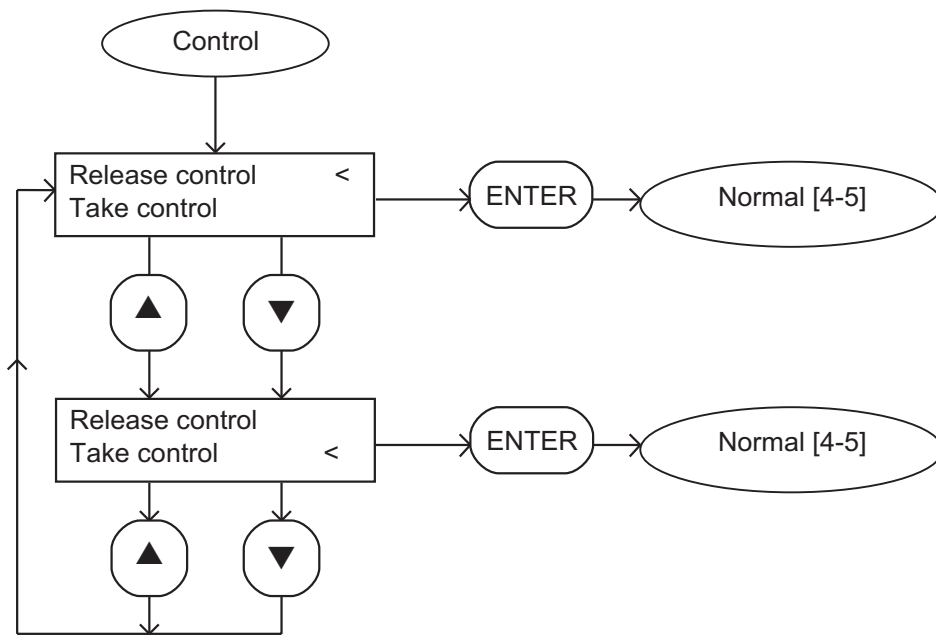 Control
Release control <
Take control
ENTER
Normal [4-5]
▲
▼
Release control
Take control <
ENTER
Normal [4-5]
▲
▼